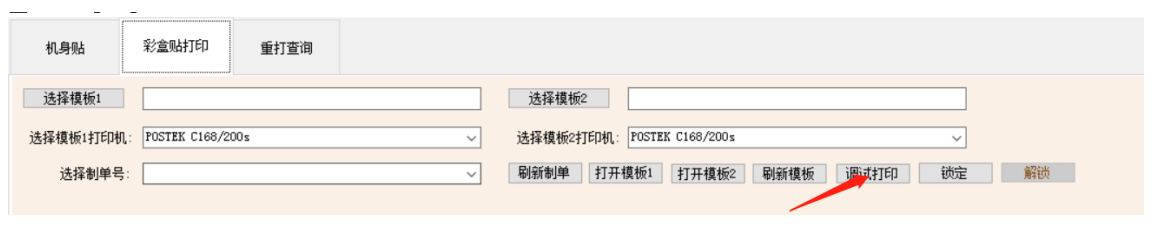 机身贴 彩盒贴打印 重打查询
选择模板1 选择模板2
选择模板1打印机: POSTEK C168/200s 选择模板2打印机: POSTEK C168/200s
选择制单号: 刷新制单 打开模板1 打开模板2 刷新模板 调试打印 锁定 解锁